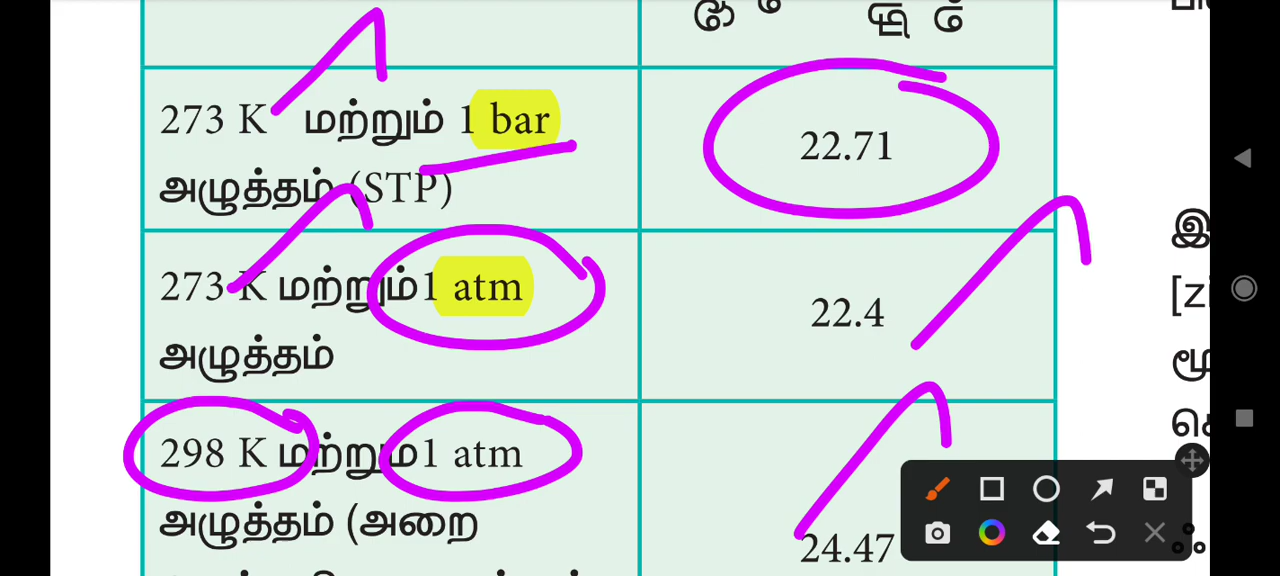 273 K மற்றும் 1 bar
அழுத்தம் (STP)
22.71
273 K மற்றும்1 atm
அழுத்தம்
22.4
298 K மற்றும்1 atm
அழுத்தம் (அறை
24.47
இ
[zi
மூ